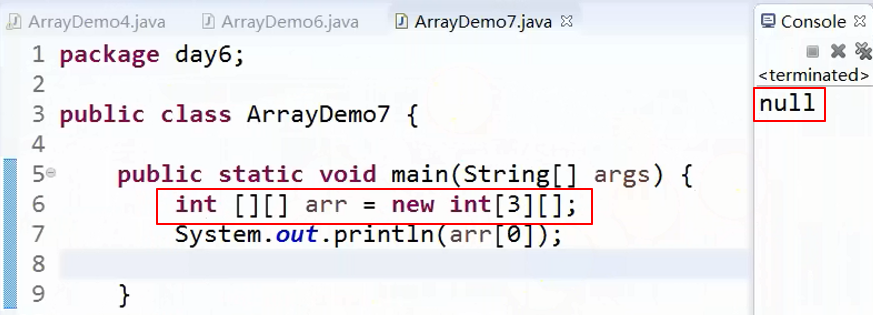 ArrayDemo4.java ArrayDemo6.java ArrayDemo7.java Console
<terminated>
null
1 package day6;
2
3 public class ArrayDemo7 {
4
5 public static void main(String[] args) {
6 int [][] arr = new int[3][];
7 System.out.println(arr[0]);
8
9 }